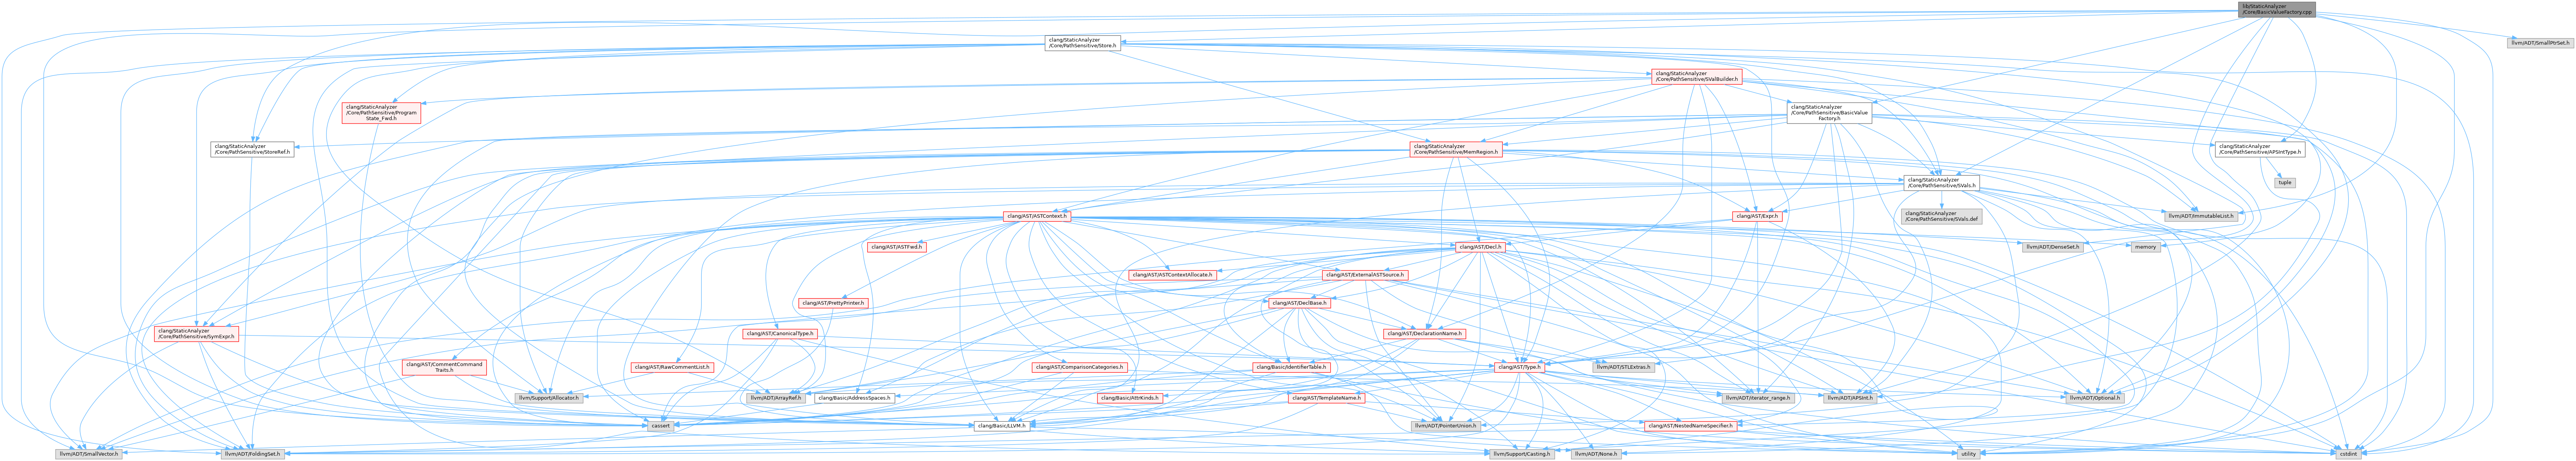 lib/StaticAnalyzer
/Core/BasicValueFactory.cpp
clang/StaticAnalyzer
/Core/PathSensitive/Store.h
llvm/ADT/SmallPtrSet.h
clang/StaticAnalyzer
/Core/PathSensitive/SValBuilder.h
clang/StaticAnalyzer
/Core/PathSensitive/Program
State_Fwd.h
clang/StaticAnalyzer
/Core/PathSensitive/BasicValue
Factory.h
clang/StaticAnalyzer
/Core/PathSensitive/StoreRef.h
clang/StaticAnalyzer
/Core/PathSensitive/MemRegion.h
clang/StaticAnalyzer
/Core/PathSensitive/APSIntType.h
clang/StaticAnalyzer
/Core/PathSensitive/SVals.h
tuple
clang/AST/ASTContext.h
clang/AST/Expr.h
clang/StaticAnalyzer
/Core/PathSensitive/SVals.def
llvm/ADT/ImmutableList.h
clang/AST/ASTFwd.h
clang/AST/Decl.h
llvm/ADT/DenseSet.h
memory
clang/AST/ASTContextAllocate.h
clang/AST/ExternalASTSource.h
clang/AST/PrettyPrinter.h
clang/AST/DeclBase.h
clang/StaticAnalyzer
/Core/PathSensitive/SymExpr.h
clang/AST/CanonicalType.h
clang/AST/DeclarationName.h
clang/AST/CommentCommand
Traits.h
clang/AST/RawCommentList.h
clang/AST/ComparisonCategories.h
clang/Basic/IdentifierTable.h
clang/AST/Type.h
llvm/ADT/STLExtras.h
llvm/Support/Allocator.h
llvm/ADT/ArrayRef.h
clang/Basic/AddressSpaces.h
clang/Basic/AttrKinds.h
clang/AST/TemplateName.h
llvm/ADT/iterator_range.h
llvm/ADT/APSInt.h
llvm/ADT/Optional.h
cassert
clang/Basic/LLVM.h
llvm/ADT/PointerUnion.h
clang/AST/NestedNameSpecifier.h
llvm/ADT/SmallVector.h
llvm/ADT/FoldingSet.h
llvm/Support/Casting.h
llvm/ADT/None.h
utility
cstdint